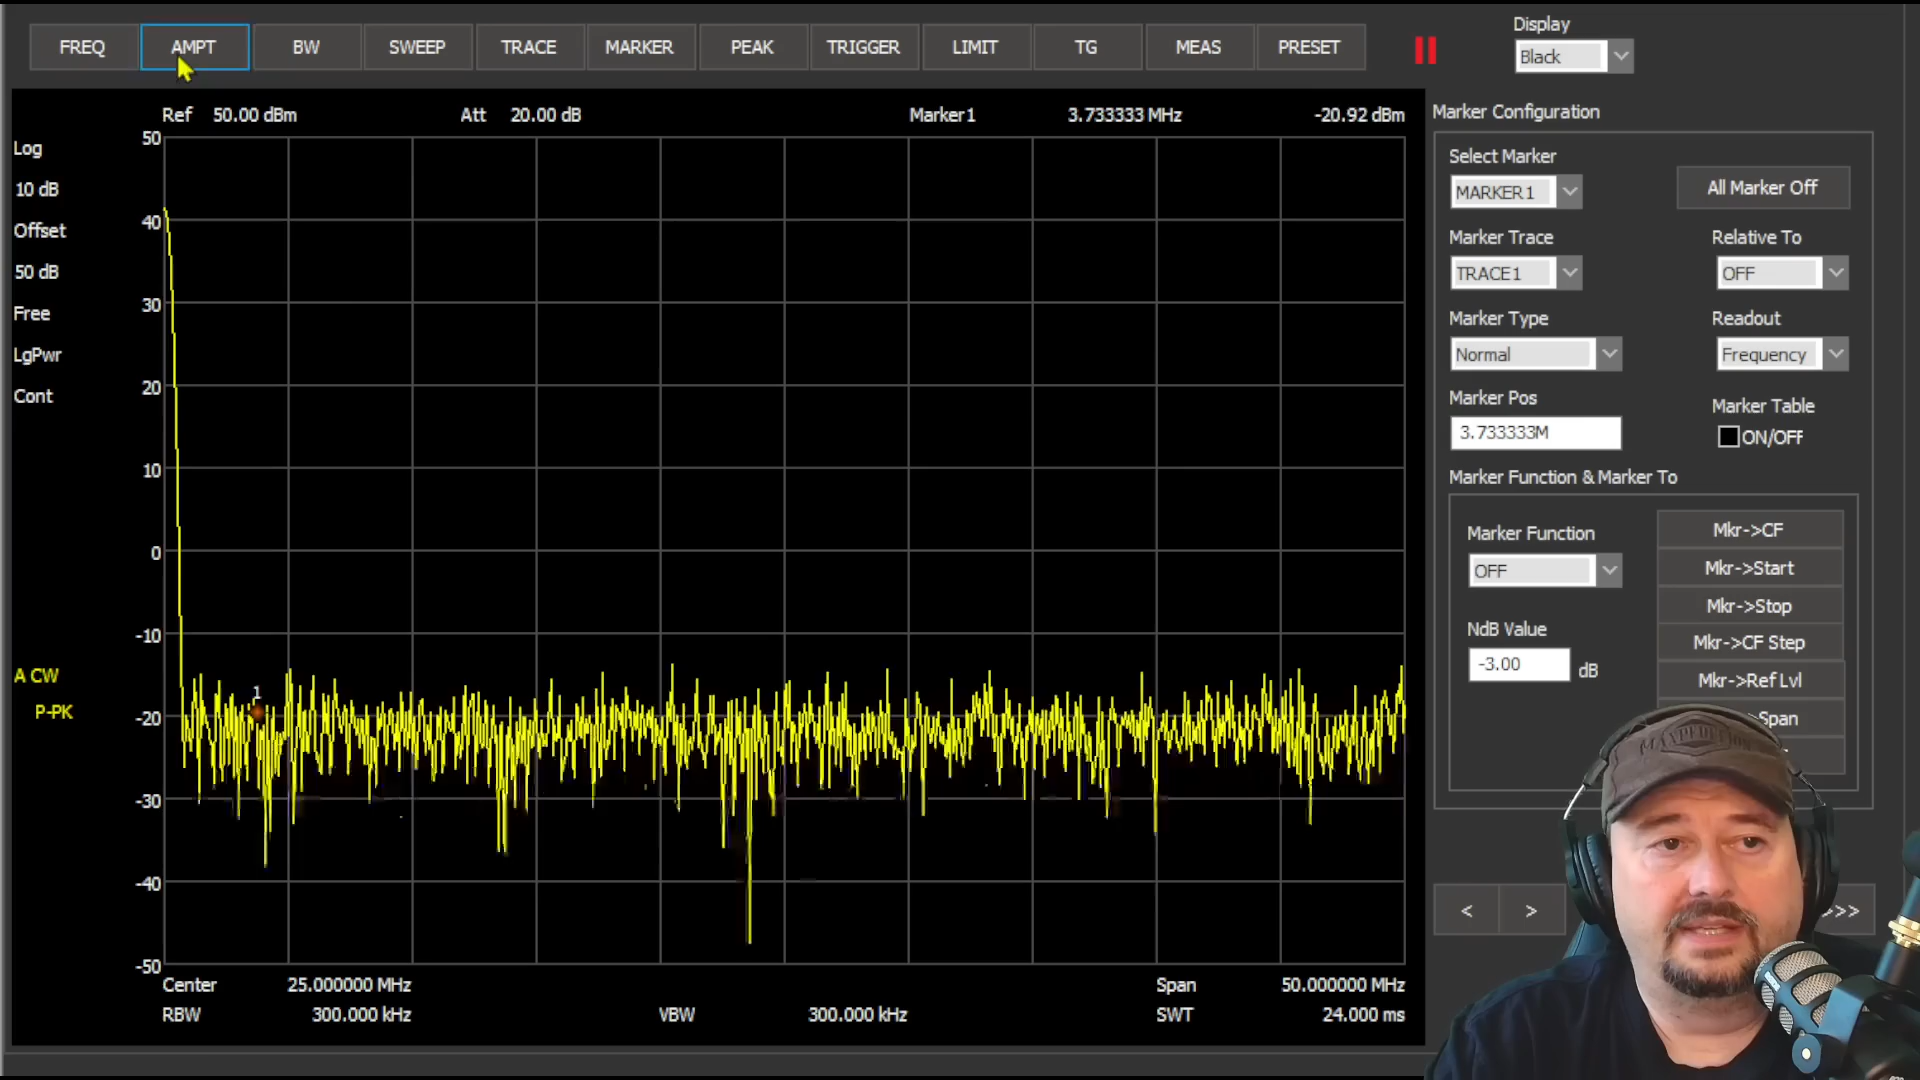 FREQ AMPT BW SWEEP TRACE MARKER PEAK TRIGGER LIMIT TG MEAS PRESET
Display
Black
Ref 50.00 dBm Att 20.00 dB Marker1 3.733333 MHz -20.92 dBm
Log
10 dB
Offset
50 dB
Free
LgPwr
Cont
A CW
P-PK
50
40
30
20
10
0
-10
-20
-30
-40
-50
1
Center 25.000000 MHz Span 50.000000 MHz
RBW 300.000 kHz VBW 300.000 kHz SWT 24.000 ms
Marker Configuration
Select Marker
MARKER1
All Marker Off
Marker Trace
TRACE1
Relative To
OFF
Marker Type
Normal
Readout
Frequency
Marker Pos
3.733333M
Marker Table
ON/OFF
Marker Function & Marker To
Marker Function
OFF
NdB Value
-3.00 dB
Mkr->CF
Mkr->Start
Mkr->Stop
Mkr->CF Step
Mkr->Ref Lvl
Span
MAXPEDITION
< > >>>